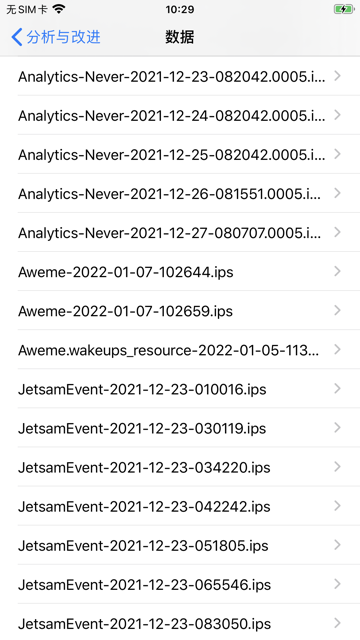 无SIM卡 10:29
分析与改进 数据
Analytics-Never-2021-12-23-082042.0005.i...
Analytics-Never-2021-12-24-082042.0005.i...
Analytics-Never-2021-12-25-082042.0005.i...
Analytics-Never-2021-12-26-081551.0005.i...
Analytics-Never-2021-12-27-080707.0005.i...
Aweme-2022-01-07-102644.ips
Aweme-2022-01-07-102659.ips
Aweme.wakeups_resource-2022-01-05-113...
JetsamEvent-2021-12-23-010016.ips
JetsamEvent-2021-12-23-030119.ips
JetsamEvent-2021-12-23-034220.ips
JetsamEvent-2021-12-23-042242.ips
JetsamEvent-2021-12-23-051805.ips
JetsamEvent-2021-12-23-065546.ips
JetsamEvent-2021-12-23-083050.ips